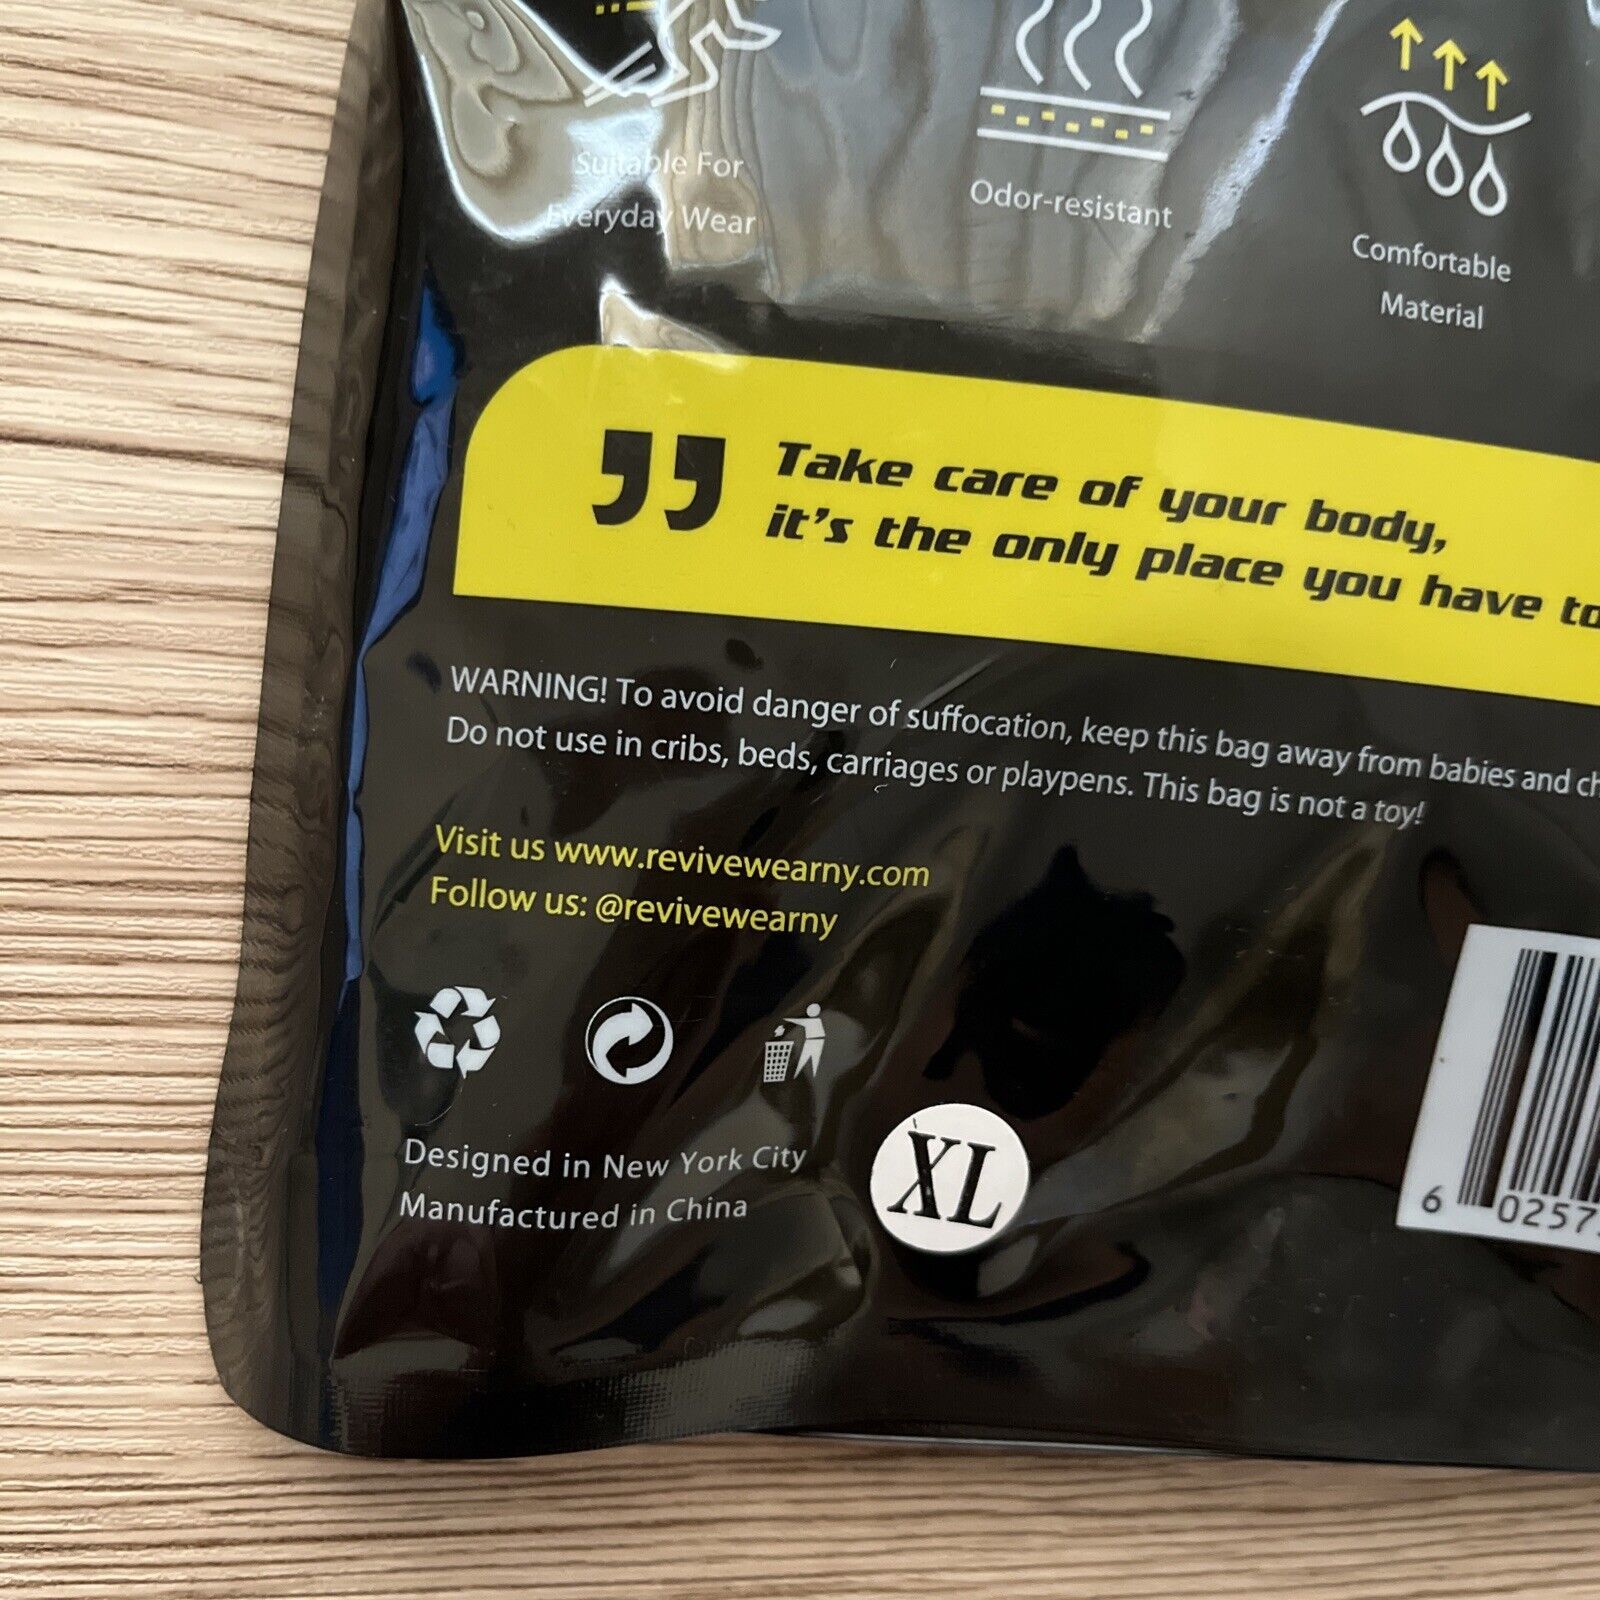 Suitable For
Everyday Wear
Odor-resistant
Comfortable
Material
Take care of your body,
it's the only place you have to
WARNING! To avoid danger of suffocation, keep this bag away from babies and ch
Do not use in cribs, beds, carriages or playpens. This bag is not a toy!
Visit us www.revivewearny.com
Follow us: @revivewearny
Designed in New York City
Manufactured in China
XL
6 0257